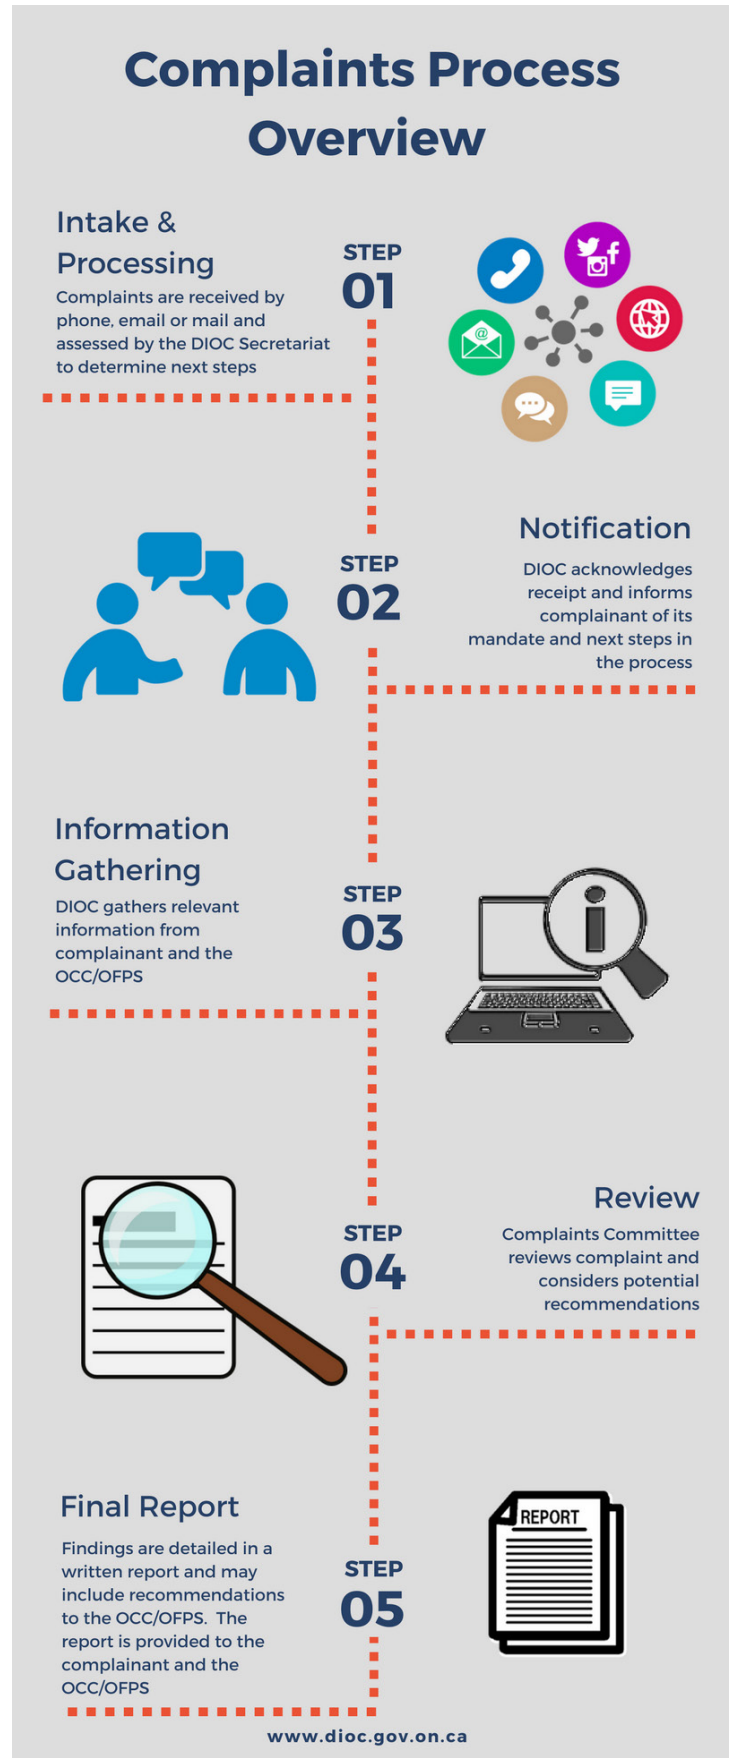 Complaints Process
Overview
Intake &
Processing
Complaints are received by
phone, email or mail and
assessed by the DIOC Secretariat
to determine next steps
STEP
01
@
Notification
DIOC acknowledges
receipt and informs
complainant of its
mandate and next steps in
the process
STEP
02
Information
Gathering
DIOC gathers relevant
information from
complainant and the
OCC/OFPS
STEP
03
i
Review
Complaints Committee
reviews complaint and
considers potential
recommendations
STEP
04
Final Report
Findings are detailed in a
written report and may
include recommendations
to the OCC/OFPS. The
report is provided to the
complainant and the
OCC/OFPS
STEP
05
REPORT
www.dioc.gov.on.ca